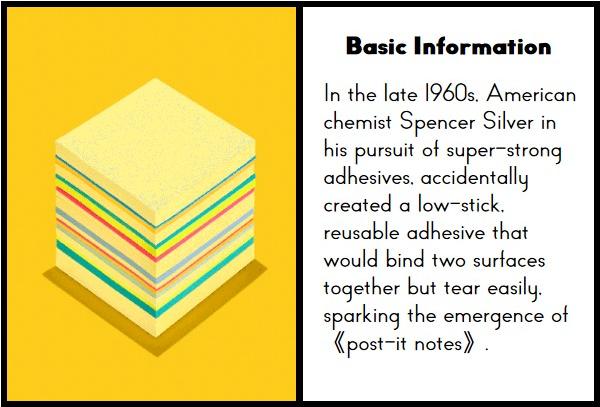 Basic Information
In the late 1960s, American
chemist Spencer Silver in
his pursuit of super-strong
adhesives, accidentally
created a low-stick,
reusable adhesive that
would bind two surfaces
together but tear easily,
sparking the emergence of
《post-it notes》.